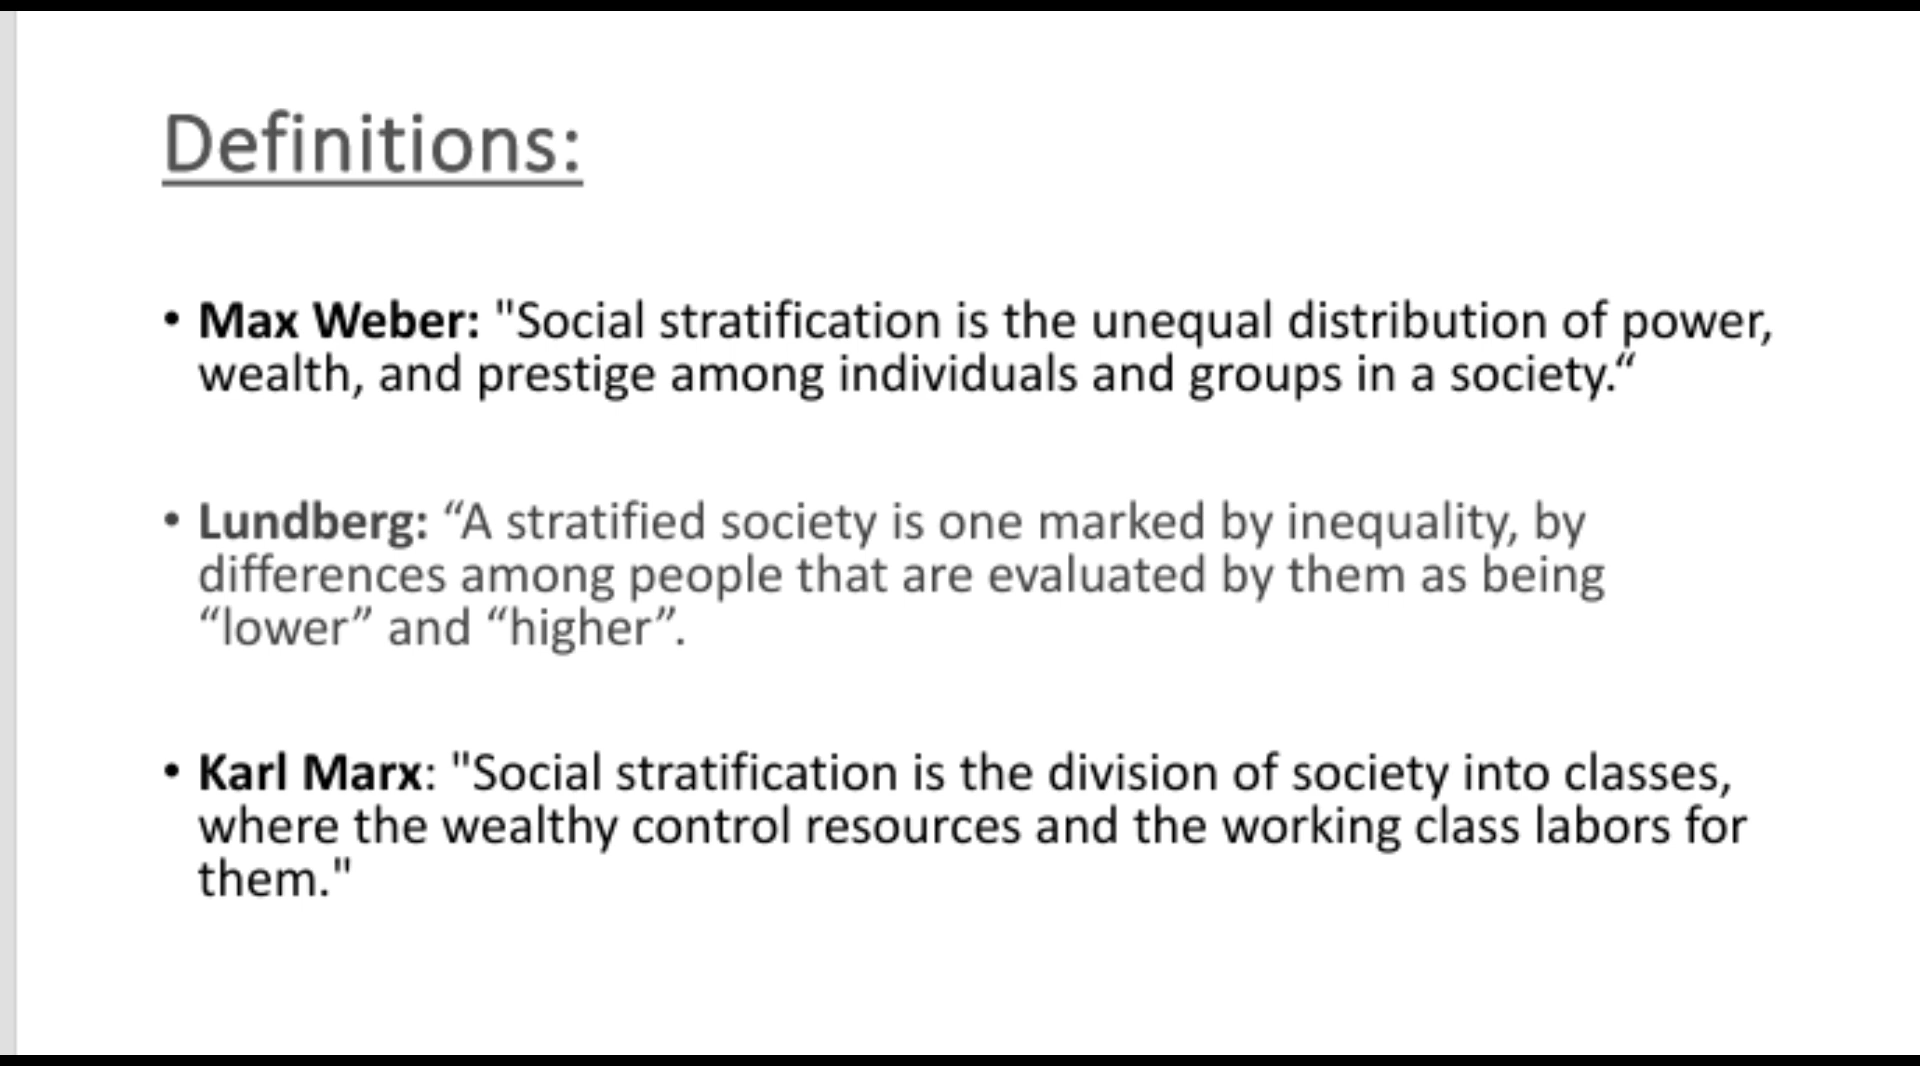 Definitions:
• Max Weber: "Social stratification is the unequal distribution of power,
wealth, and prestige among individuals and groups in a society.“
• Lundberg: “A stratified society is one marked by inequality, by
differences among people that are evaluated by them as being
“lower” and “higher”.
• Karl Marx: "Social stratification is the division of society into classes,
where the wealthy control resources and the working class labors for
them."